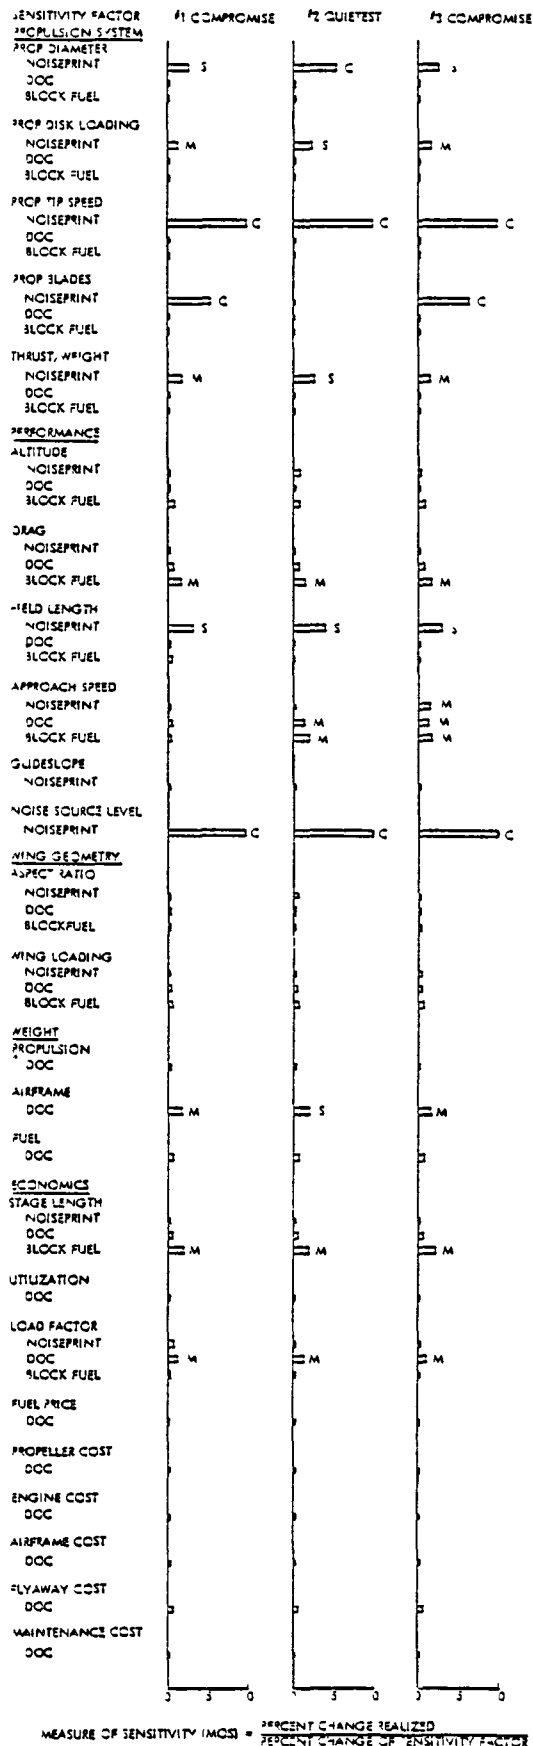 SENSITIVITY FACTOR #1 COMPROMISE #2 QUIETEST #3 COMPROMISE
PROPULSION SYSTEM
PROP DIAMETER
NOISEPRINT S C S
DOC
BLOCK FUEL
PROP DISK LOADING
NOISEPRINT M S M
DOC
BLOCK FUEL
PROP TIP SPEED
NOISEPRINT C C C
DOC
BLOCK FUEL
PROP BLADES
NOISEPRINT C C
DOC
BLOCK FUEL
THRUST/WEIGHT
NOISEPRINT M S M
DOC
BLOCK FUEL
PERFORMANCE
ALTITUDE
NOISEPRINT
DOC
BLOCK FUEL
DRAG
NOISEPRINT
DOC
BLOCK FUEL M M M
FIELD LENGTH
NOISEPRINT S S S
DOC
BLOCK FUEL
APPROACH SPEED
NOISEPRINT M
DOC M M
BLOCK FUEL M M
GLIDESLOPE
NOISEPRINT
NOISE SOURCE LEVEL
NOISEPRINT C C C
WING GEOMETRY
ASPECT RATIO
NOISEPRINT
DOC
BLOCKFUEL
WING LOADING
NOISEPRINT
DOC
BLOCK FUEL
WEIGHT
PROPULSION
DOC
AIRFRAME
DOC M S M
FUEL
DOC
ECONOMICS
STAGE LENGTH
NOISEPRINT
DOC
BLOCK FUEL M M M
UTILIZATION
DOC
LOAD FACTOR
NOISEPRINT
DOC M M M
BLOCK FUEL
FUEL PRICE
DOC
PROPELLER COST
DOC
ENGINE COST
DOC
AIRFRAME COST
DOC
FLYAWAY COST
DOC
MAINTENANCE COST
DOC
MEASURE OF SENSITIVITY (MOS) = PERCENT CHANGE REALIZED
PERCENT CHANGE OF SENSITIVITY FACTOR